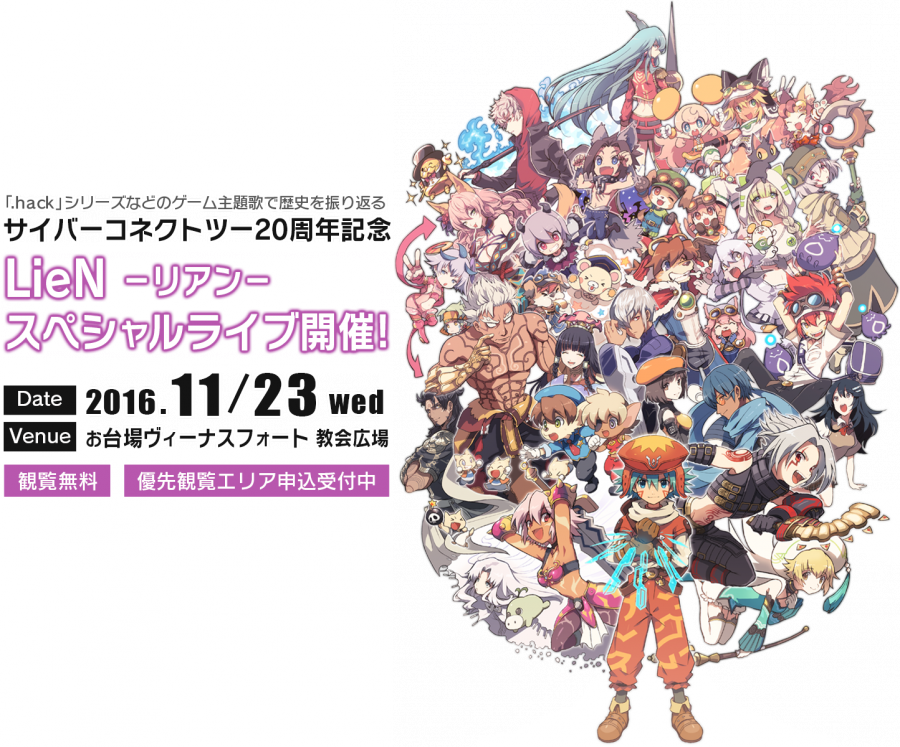 「.hack」シリーズなどのゲーム主題歌で歴史を振り返る
サイバーコネクトツー20周年記念
LieN ーリアンー
スペシャルライブ開催!
Date 2016.11/23 wed
Venue お台場ヴィーナスフォート 教会広場
観覧無料 優先観覧エリア申込受付中